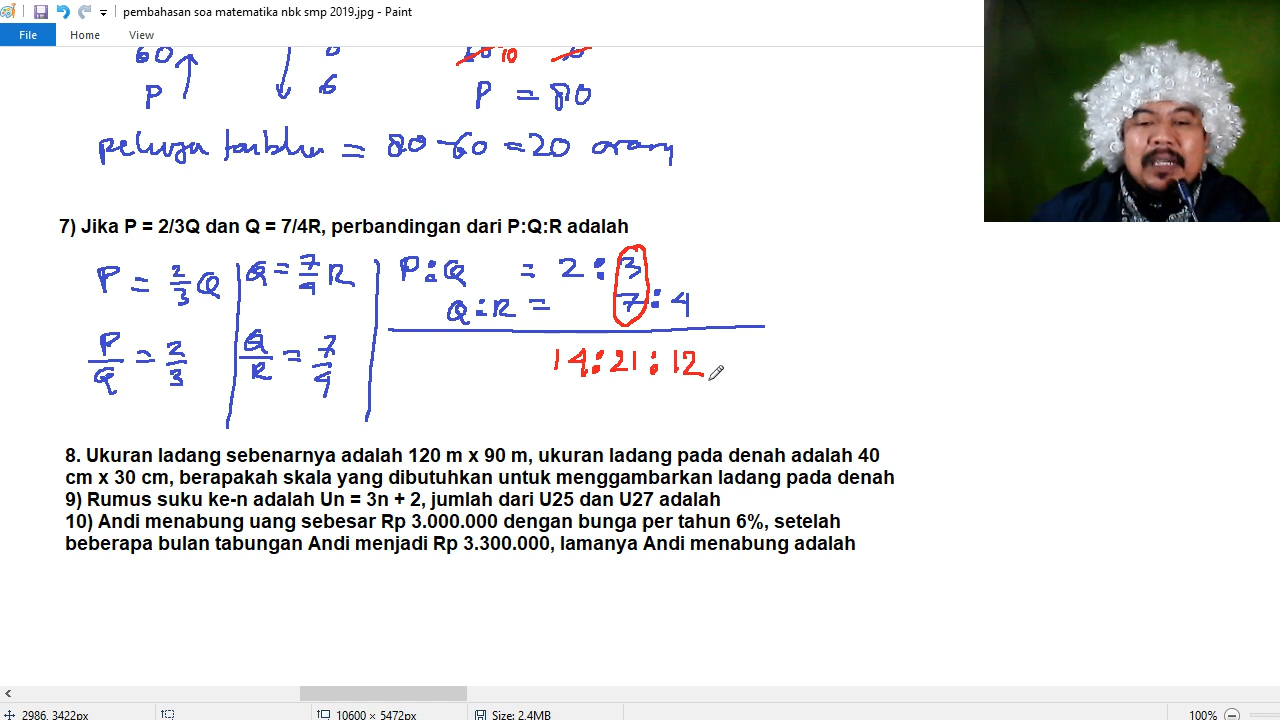 pembahasan soa matematika nbk smp 2019.jpg - Paint
File Home View
60
P 6
10
P = 80
= 80 - 60 = 20 orang
7) Jika P = 2/3Q dan Q = 7/4R, perbandingan dari P:Q:R adalah
P = 2/3 Q
Q = 7/4 R
P:Q = 2 : 3
Q:R = 7 : 4
P/Q = 2/3
Q/R = 7/4
14 : 21 : 12
8. Ukuran ladang sebenarnya adalah 120 m x 90 m, ukuran ladang pada denah adalah 40
cm x 30 cm, berapakah skala yang dibutuhkan untuk menggambarkan ladang pada denah
9) Rumus suku ke-n adalah Un = 3n + 2, jumlah dari U25 dan U27 adalah
10) Andi menabung uang sebesar Rp 3.000.000 dengan bunga per tahun 6%, setelah
beberapa bulan tabungan Andi menjadi Rp 3.300.000, lamanya Andi menabung adalah
2986, 3422px 10600 × 5472px Size: 2.4MB 100%